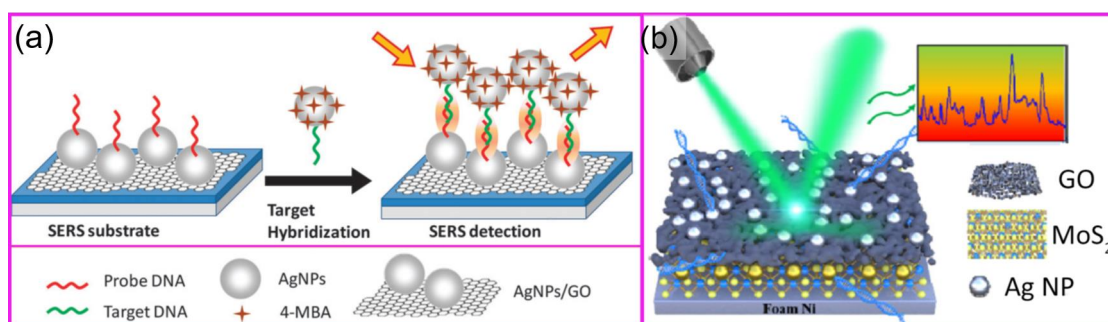 (a)
SERS substrate
Target
Hybridization
SERS detection
Probe DNA
Target DNA
AgNPs
4-MBA
AgNPs/GO
(b)
GO
MoS2
Ag NP
Foam Ni